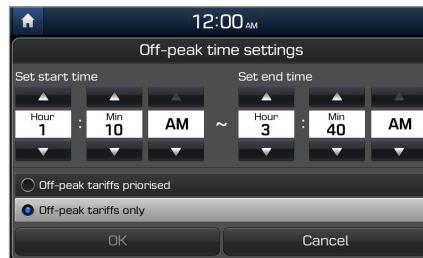 12:00 AM
Off-peak time settings
Set start time Set end time
Hour Min Hour Min
1 : 10 AM ~ 3 : 40 AM
Off-peak tariffs priorised
Off-peak tariffs only
OK Cancel